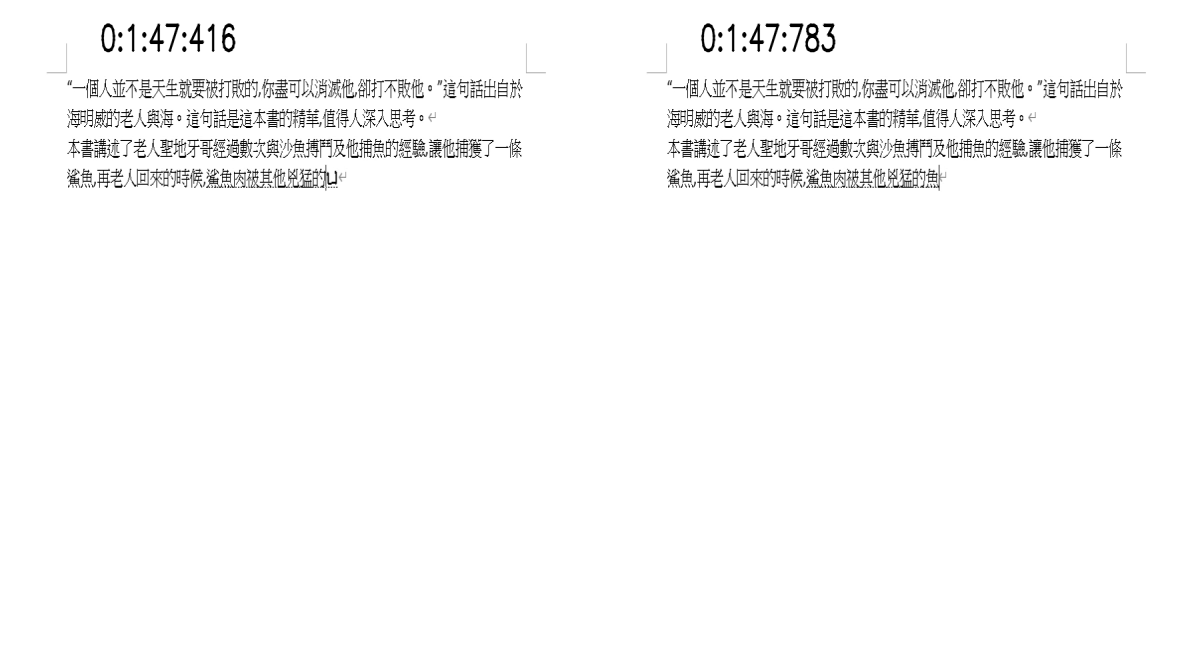 0:1:47:416
“一個人並不是天生就要被打敗的,你盡可以消滅他,卻打不敗他。”這句話出自於
海明威的老人與海。這句話是這本書的精華,值得人深入思考。
本書講述了老人聖地牙哥經過數次與沙魚搏鬥及他捕魚的經驗,讓他捕獲了一條
鯊魚,再老人回來的時候,鯊魚肉被其他兇猛的ㄩ
0:1:47:783
“一個人並不是天生就要被打敗的,你盡可以消滅他,卻打不敗他。”這句話出自於
海明威的老人與海。這句話是這本書的精華,值得人深入思考。
本書講述了老人聖地牙哥經過數次與沙魚搏鬥及他捕魚的經驗,讓他捕獲了一條
鯊魚,再老人回來的時候,鯊魚肉被其他兇猛的魚